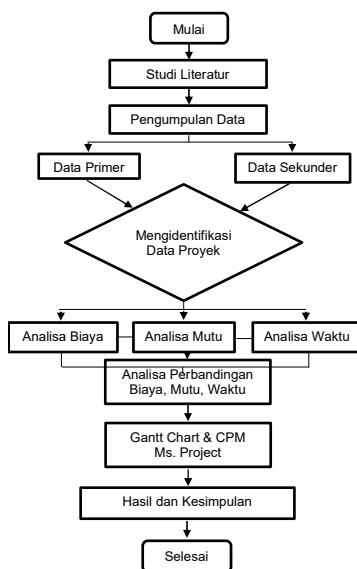 Mulai
Studi Literatur
Pengumpulan Data
Data Primer
Data Sekunder
Mengidentifikasi
Data Proyek
Analisa Biaya
Analisa Mutu
Analisa Waktu
Analisa Perbandingan
Biaya, Mutu, Waktu
Gantt Chart & CPM
Ms. Project
Hasil dan Kesimpulan
Selesai